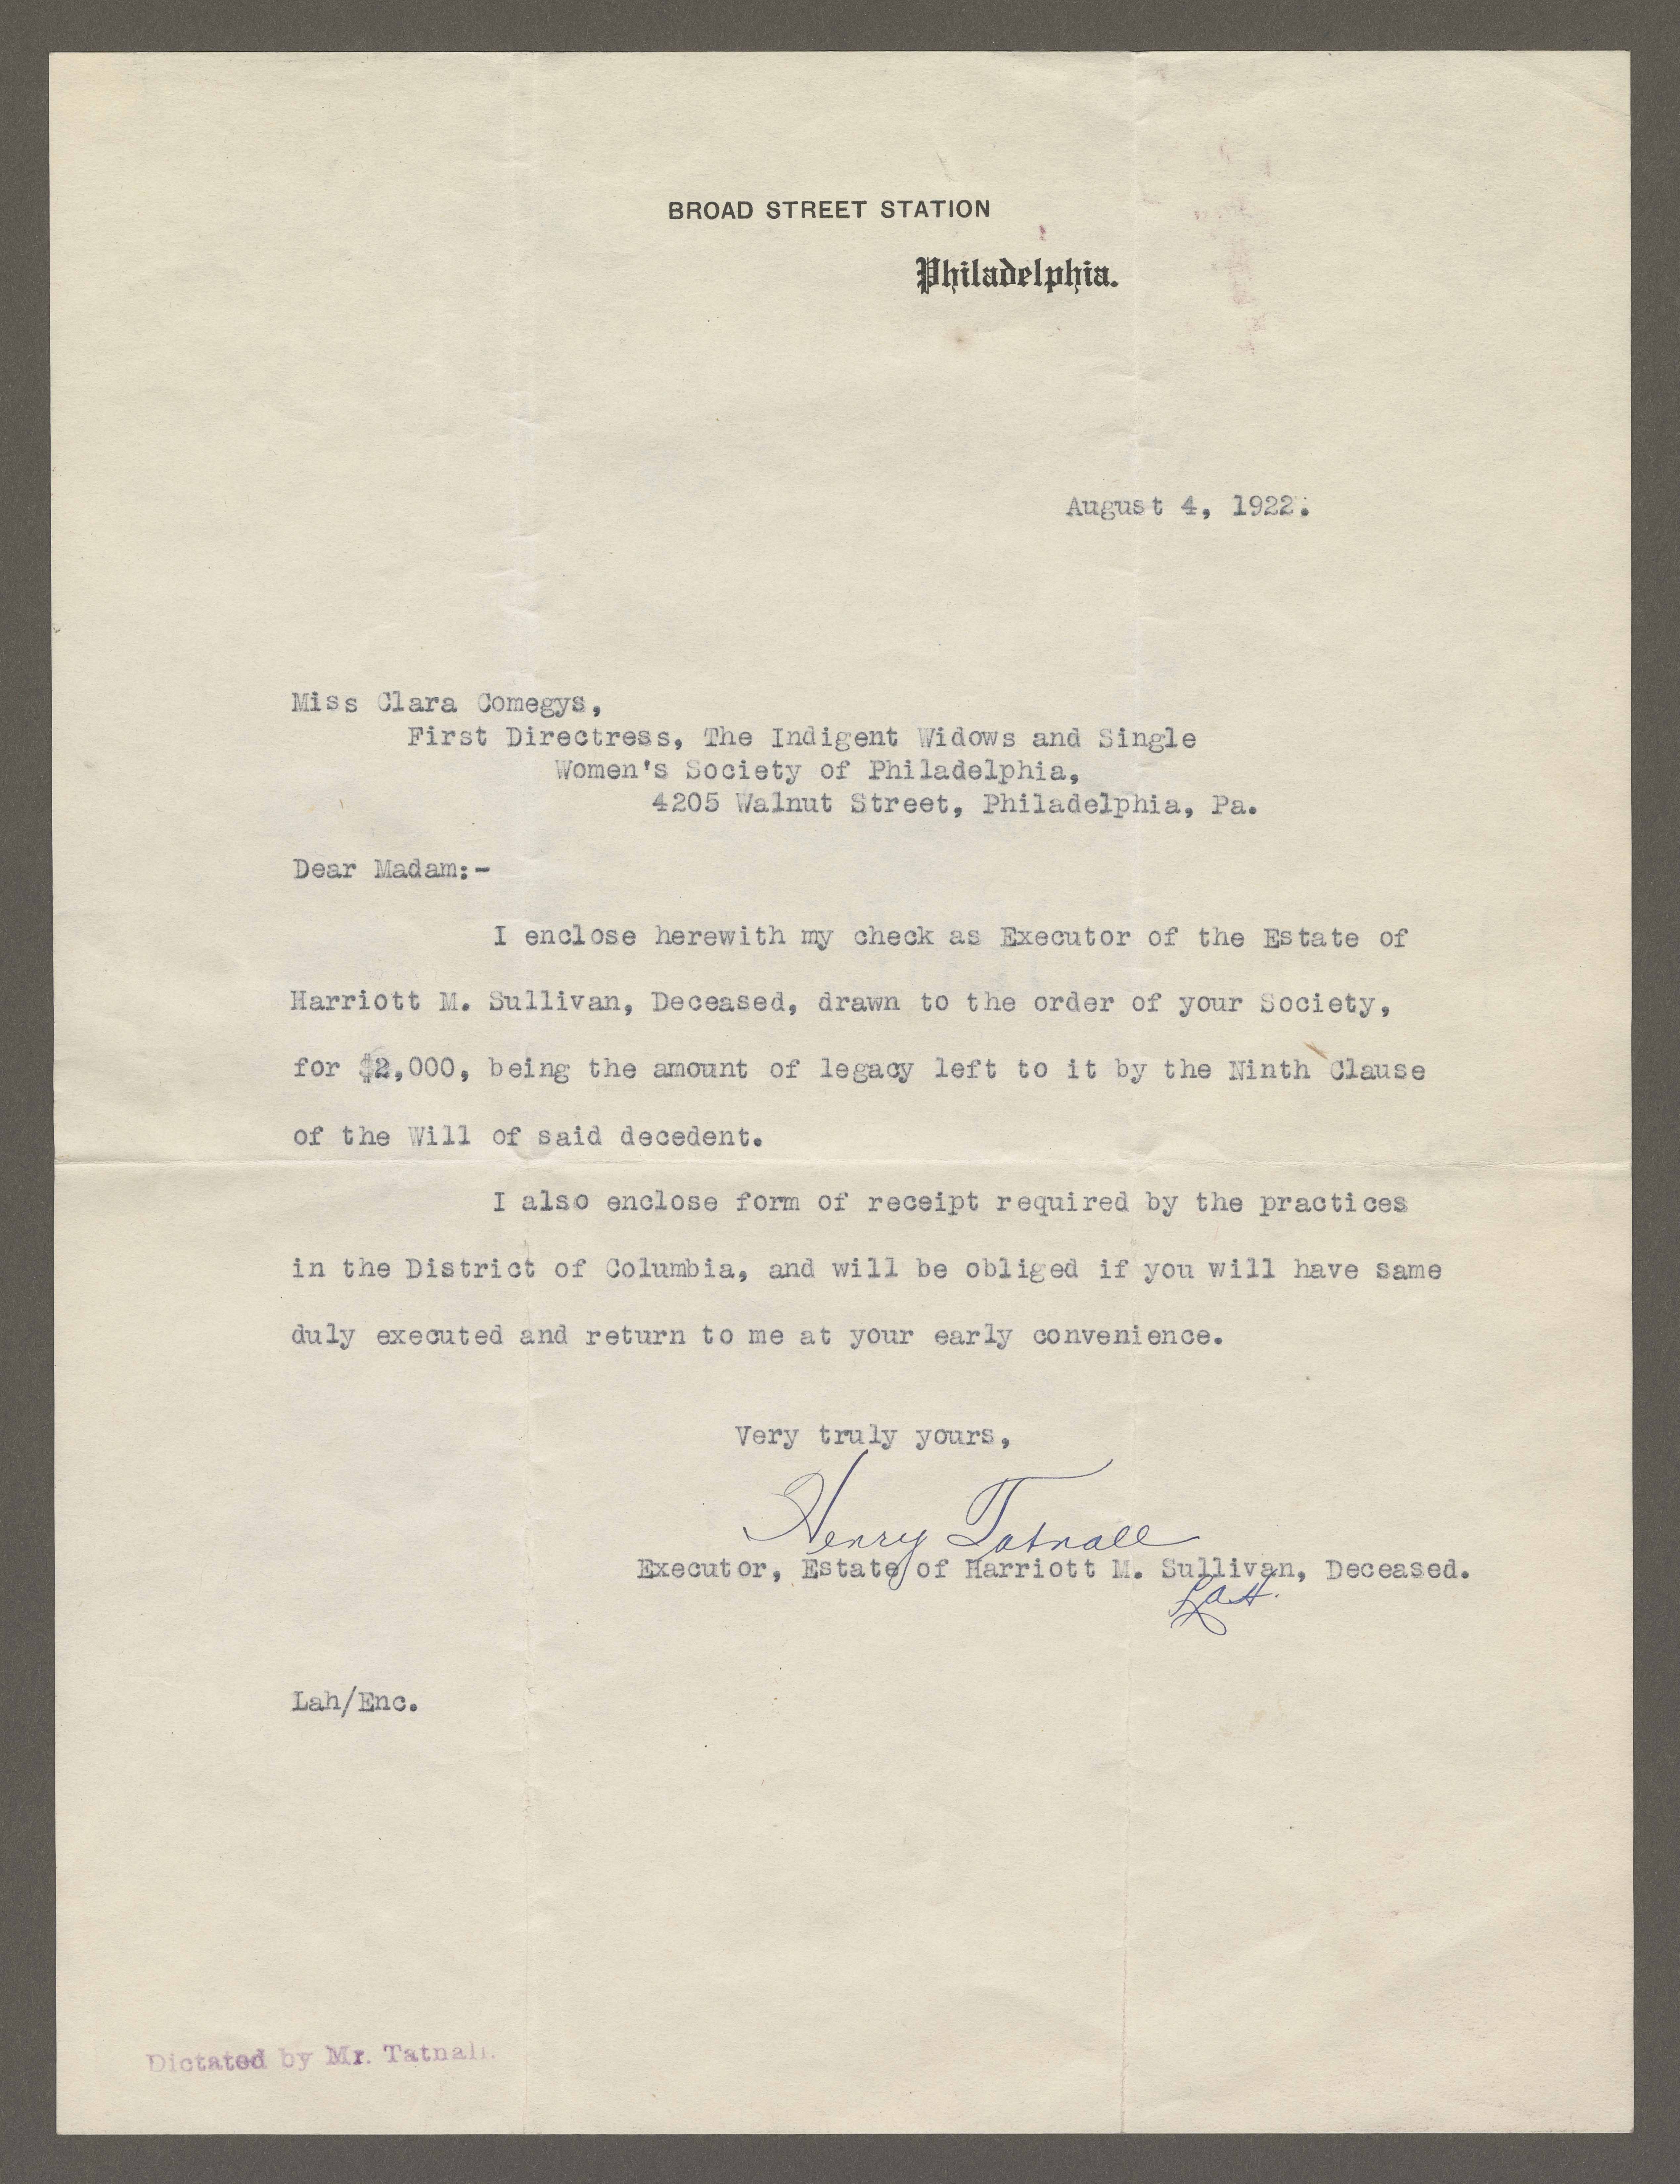 BROAD STREET STATION
Philadelphia.
August 4, 1922.
Miss Clara Comegys,
First Directress, The Indigent Widows and Single
Women's Society of Philadelphia,
4205 Walnut Street, Philadelphia, Pa.
Dear Madam:-
I enclose herewith my check as Executor of the Estate of
Harriott M. Sullivan, Deceased, drawn to the order of your Society,
for $2,000, being the amount of legacy left to it by the Ninth Clause
of the Will of said decedent.
I also enclose form of receipt required by the practices
in the District of Columbia, and will be obliged if you will have same
duly executed and return to me at your early convenience.
Very truly yours,
Henry Tatnall
Executor, Estate of Harriott M. Sullivan, Deceased.
LAH.
Lah/Enc.
Dictated by Mr. Tatnall.